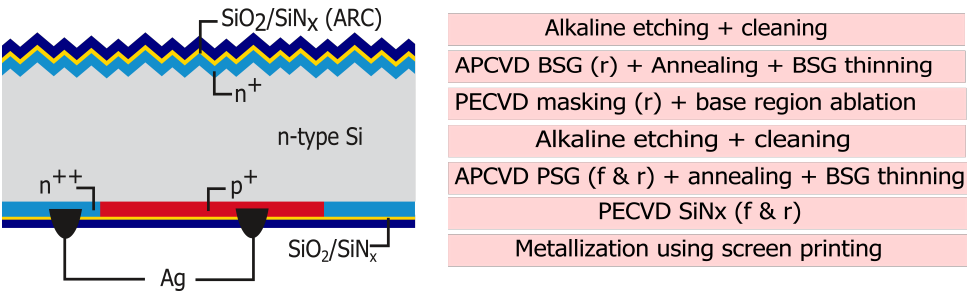 SiO2/SiNx (ARC)
n+
n-type Si
n++
p+
SiO2/SiNx
Ag
Alkaline etching + cleaning
APCVD BSG (r) + Annealing + BSG thinning
PECVD masking (r) + base region ablation
Alkaline etching + cleaning
APCVD PSG (f & r) + annealing + BSG thinning
PECVD SiNx (f & r)
Metallization using screen printing